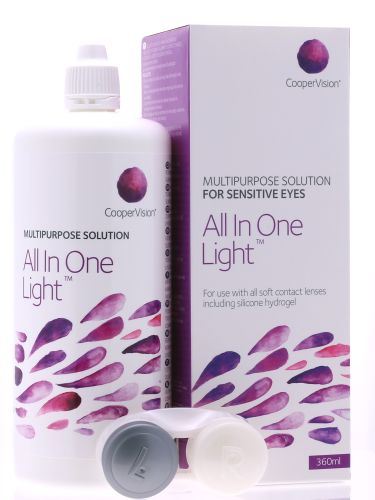 CooperVision®
MULTIPURPOSE SOLUTION
All In One
Light™
CooperVision®
MULTIPURPOSE SOLUTION
FOR SENSITIVE EYES
All In One
Light™
For use with all soft contact lenses
including silicone hydrogel
360ml
R